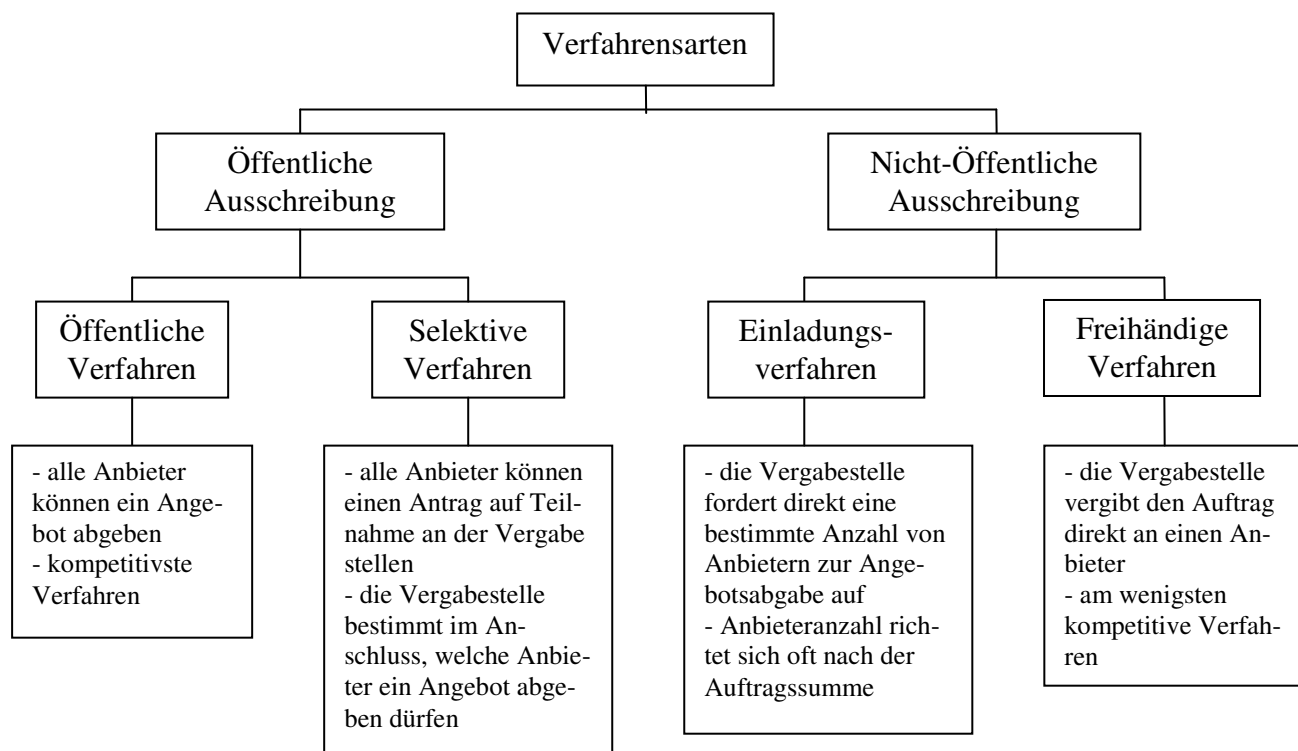 Verfahrensarten
Öffentliche
Ausschreibung
Nicht-Öffentliche
Ausschreibung
Öffentliche
Verfahren
Selektive
Verfahren
Einladungs-
verfahren
Freihändige
Verfahren
- alle Anbieter
können ein Ange-
bot abgeben
- kompetitivste
Verfahren
- alle Anbieter können
einen Antrag auf Teil-
nahme an der Vergabe
stellen
- die Vergabestelle
bestimmt im An-
schluss, welche Anbie-
ter ein Angebot abge-
ben dürfen
- die Vergabestelle
fordert direkt eine
bestimmte Anzahl von
Anbietern zur Ange-
botsabgabe auf
- Anbieteranzahl rich-
tet sich oft nach der
Auftragssumme
- die Vergabestelle
vergibt den Auftrag
direkt an einen An-
bieter
- am wenigsten
kompetitive Verfah-
ren